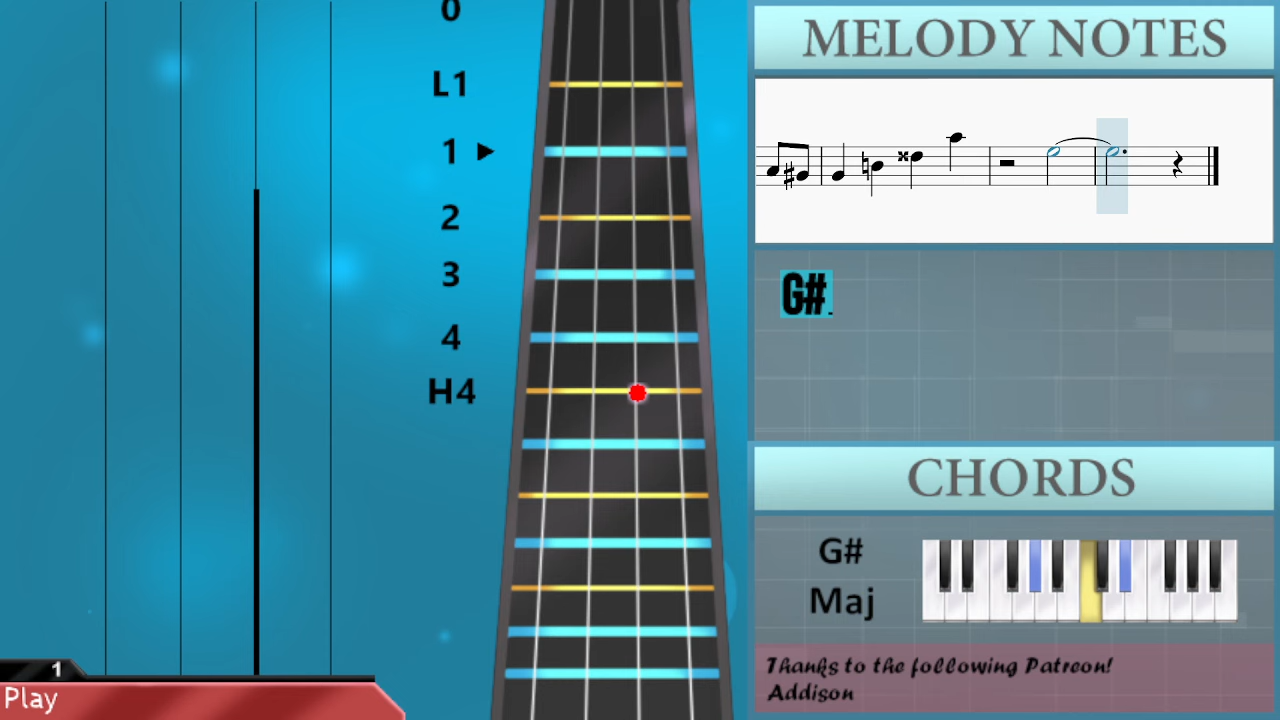 0
L1
1
2
3
4
H4
1
Play
MELODY NOTES
G#.
CHORDS
G#
Maj
Thanks to the following Patreon!
Addison